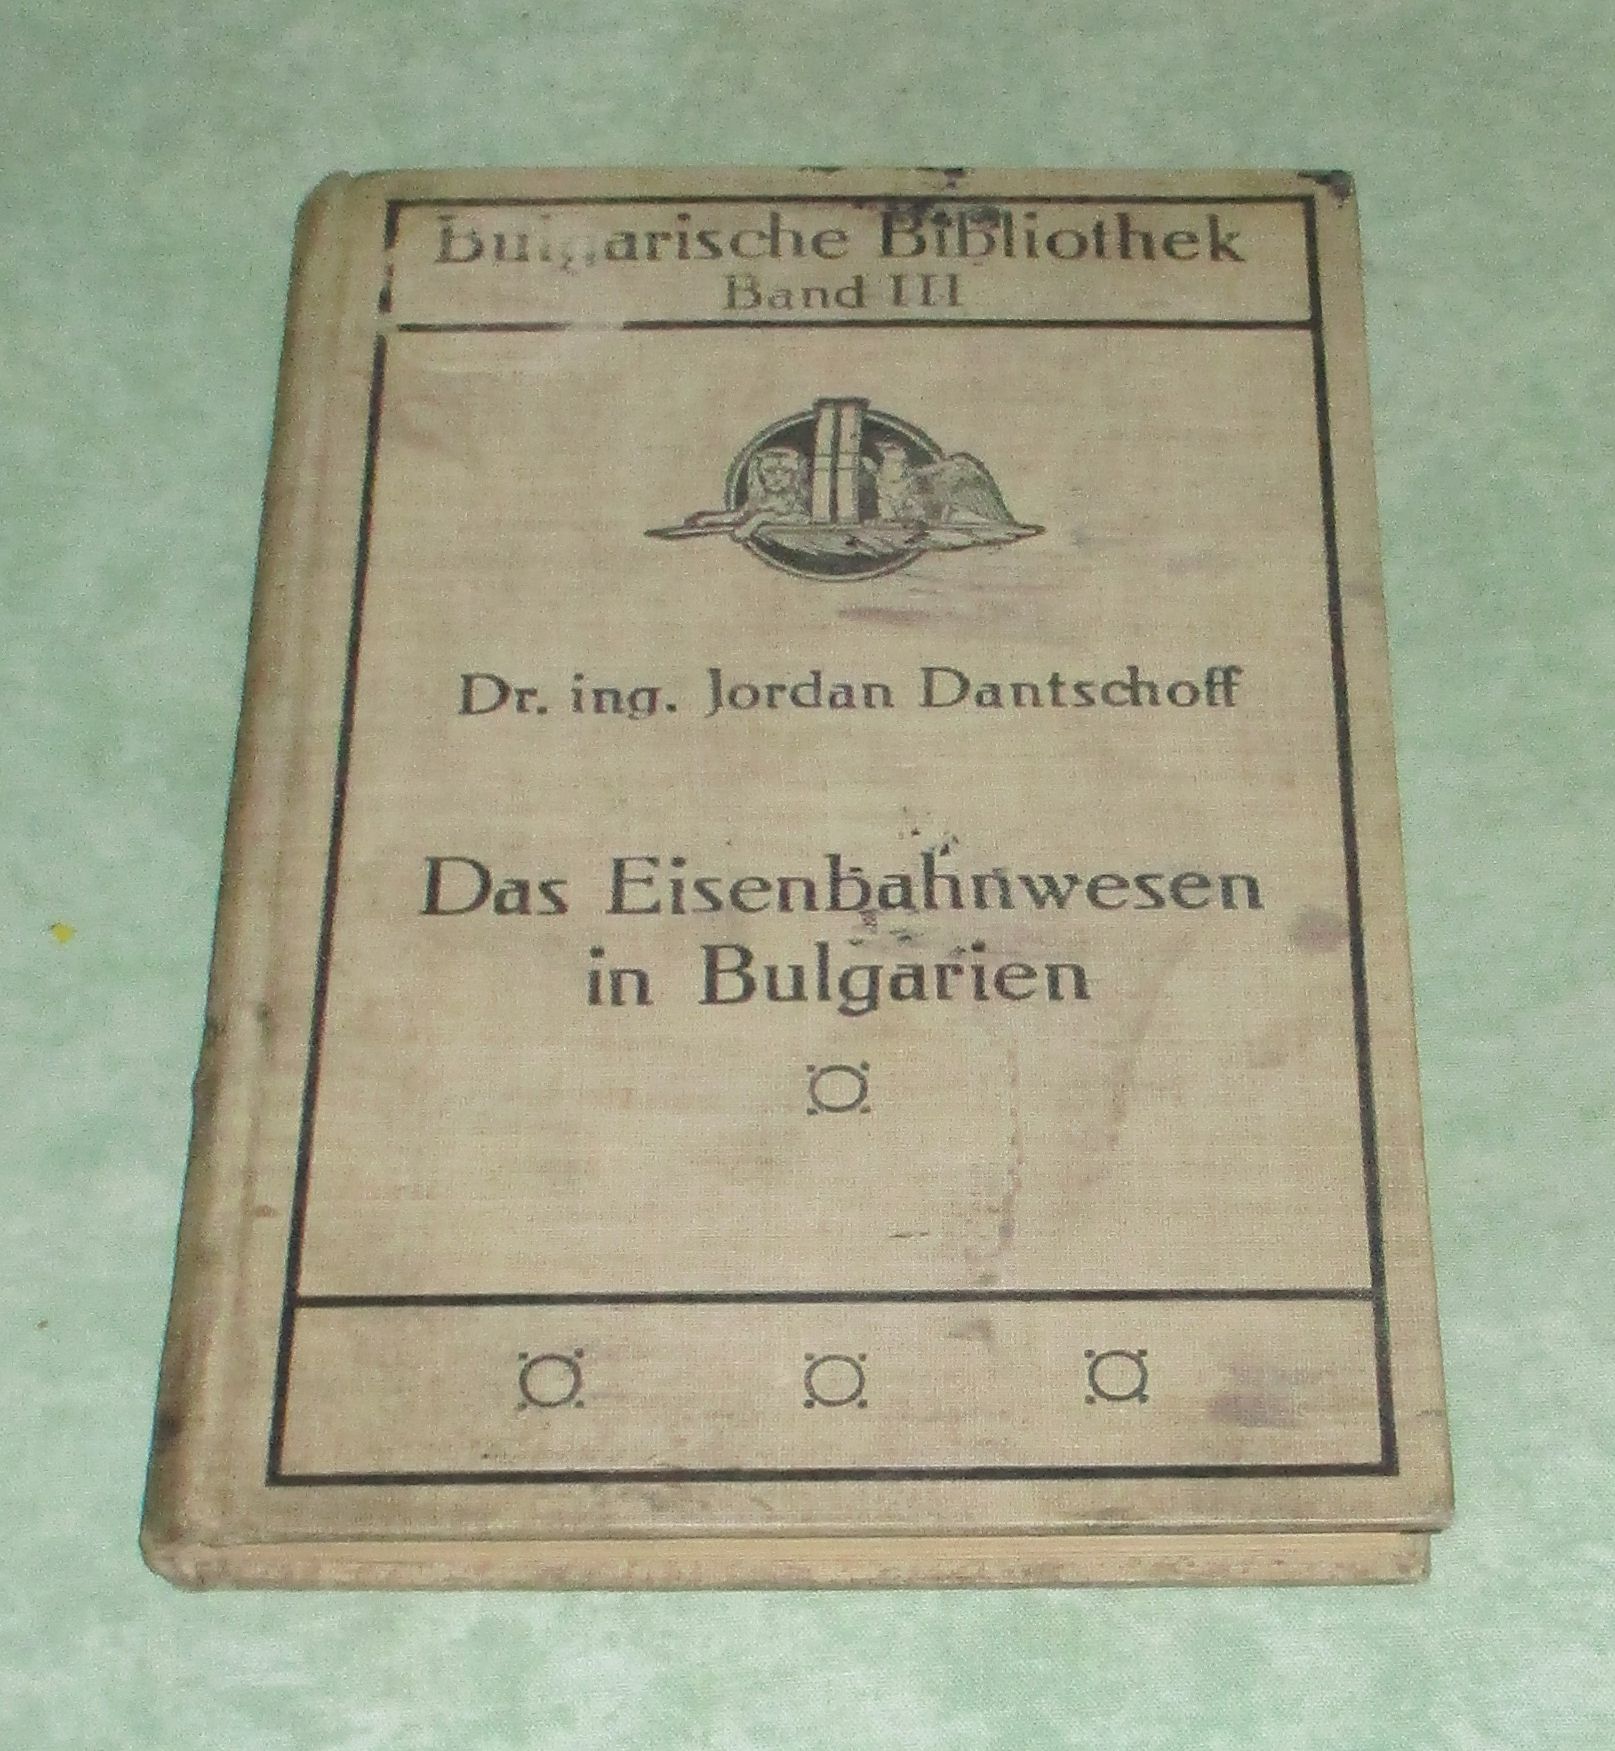 Bulgarische Bibliothek
Band III
Dr. ing. Jordan Dantschoff
Das Eisenbahnwesen
in Bulgarien